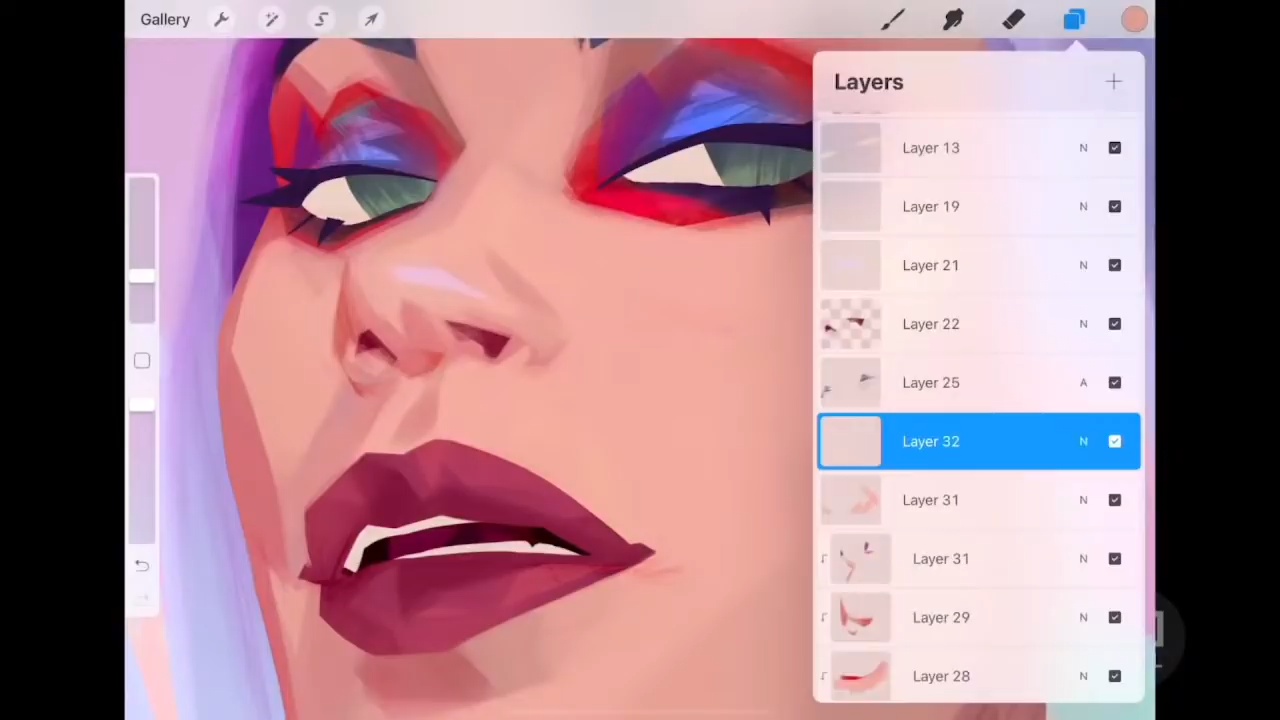 Gallery
Layers
Layer 13 N
Layer 19 N
Layer 21 N
Layer 22 N
Layer 25 A
Layer 32 N
Layer 31 N
Layer 31 N
Layer 29 N
Layer 28 N